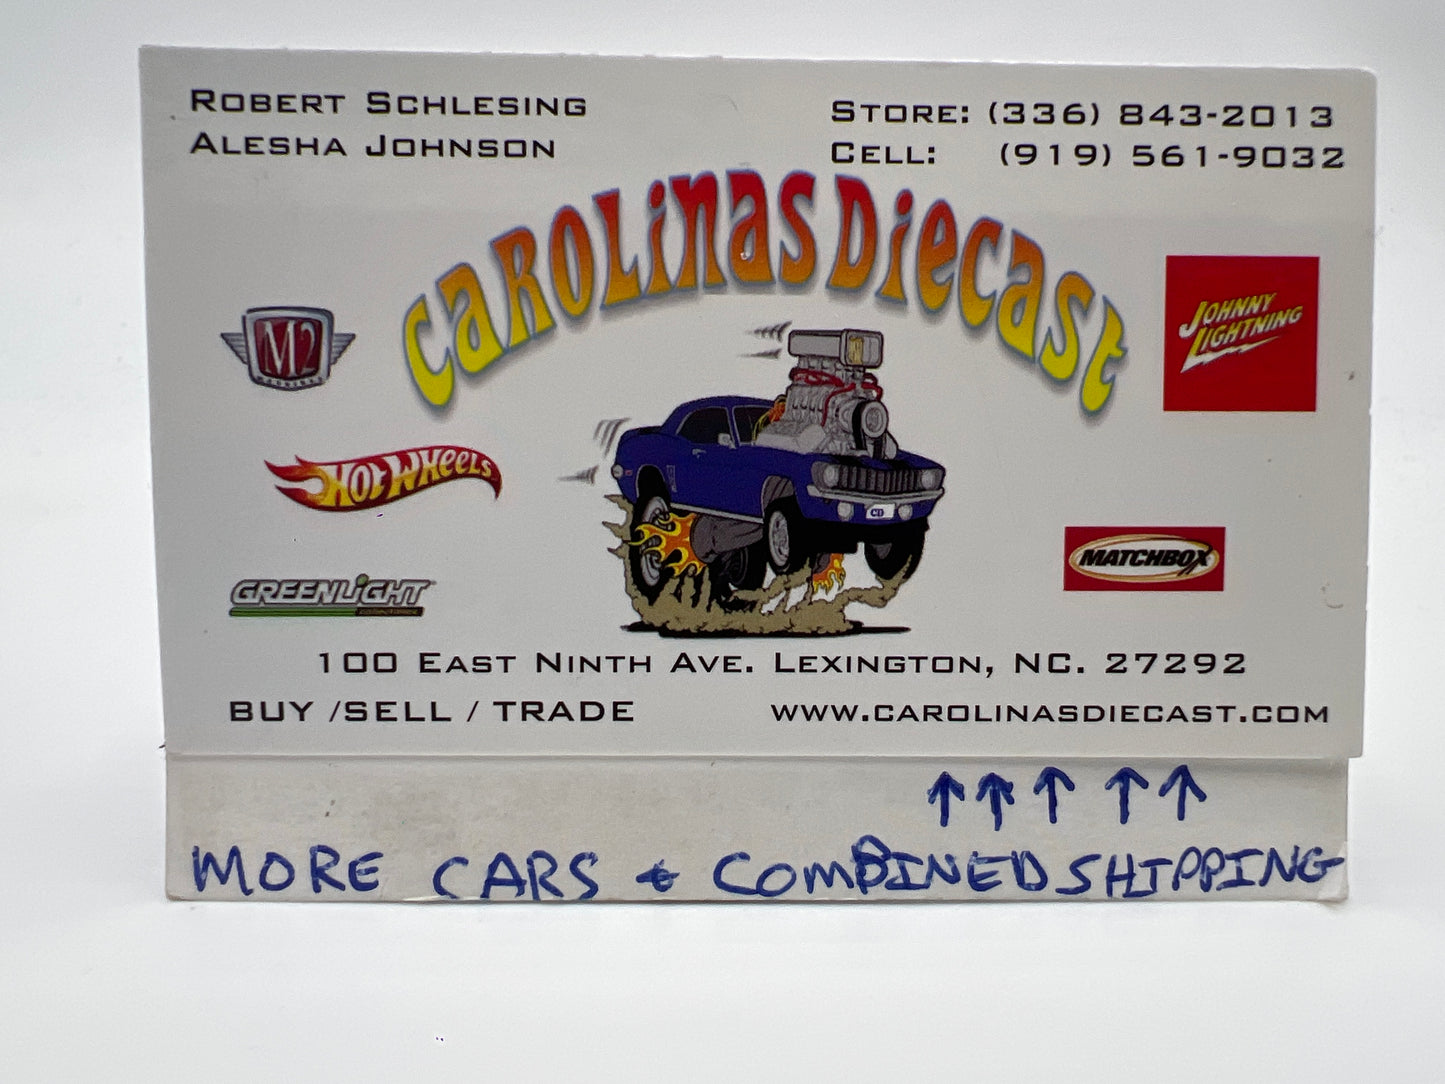 ROBERT SCHLESING
ALESHA JOHNSON
STORE: (336) 843-2013
CELL: (919) 561-9032
CAROLINAS DIECAST
M2
MACHINES
JOHNNY
LIGHTNING
HOT WHEELS
CD
MATCHBOX
GREENLIGHT
100 EAST NINTH AVE. LEXINGTON, NC. 27292
BUY /SELL / TRADE
WWW.CAROLINASDIECAST.COM
↑ ↑ ↑ ↑ ↑
MORE CARS & COMBINED SHIPPING